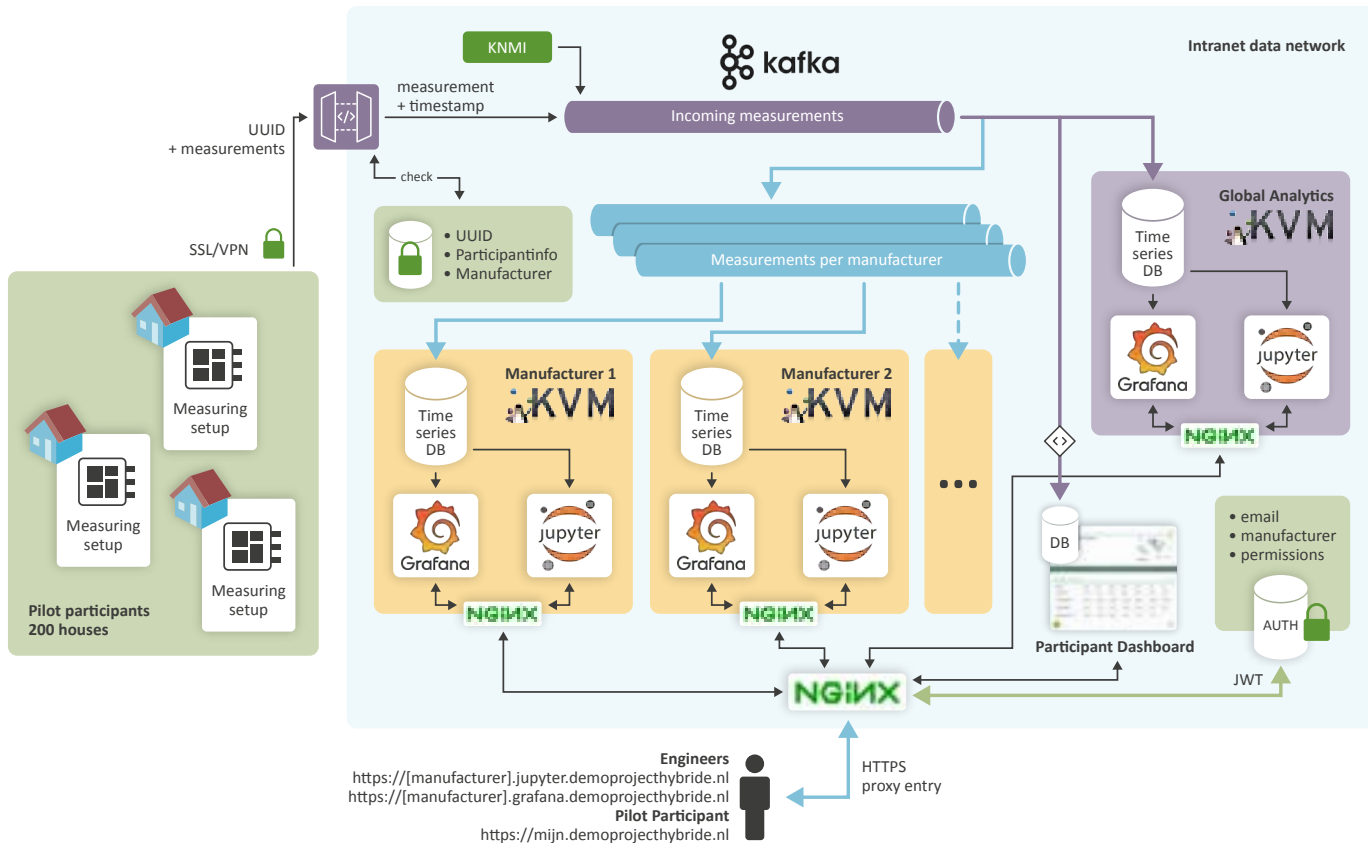 KNMI
kafka
Intranet data network
measurement
+ timestamp
Incoming measurements
UUID
+ measurements
check
SSL/VPN
• UUID
• Participantinfo
• Manufacturer
Measurements per manufacturer
Global Analytics
KVM
Time
series
DB
Grafana
jupyter
NGINX
Measuring
setup
Measuring
setup
Measuring
setup
Pilot participants
200 houses
Manufacturer 1
KVM
Time
series
DB
Grafana
jupyter
NGINX
Manufacturer 2
KVM
Time
series
DB
Grafana
jupyter
NGINX
...
<>
DB
Participant Dashboard
• email
• manufacturer
• permissions
AUTH
JWT
NGINX
HTTPS
proxy entry
Engineers
https://[manufacturer].jupyter.demoprojecthybride.nl
https://[manufacturer].grafana.demoprojecthybride.nl
Pilot Participant
https://mijn.demoprojecthybride.nl